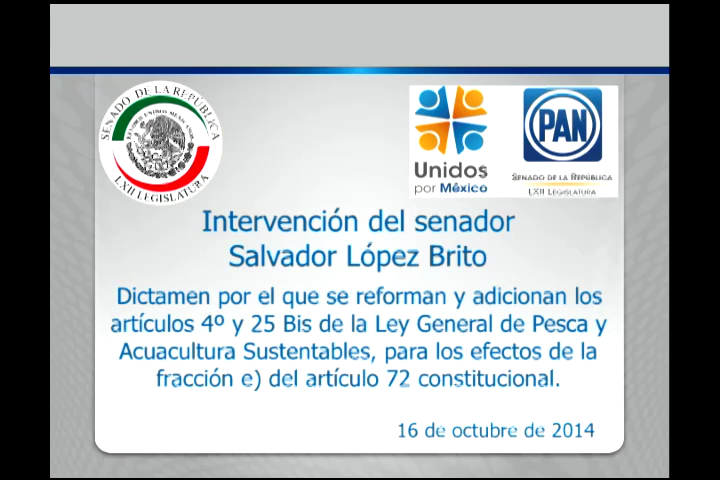 SENADO DE LA REPÚBLICA
ESTADOS UNIDOS MEXICANOS
LXII LEGISLATURA
Unidos
por México
PAN
SENADO DE LA REPÚBLICA
LXII LEGISLATURA
Intervención del senador
Salvador López Brito
Dictamen por el que se reforman y adicionan los
artículos 4º y 25 Bis de la Ley General de Pesca y
Acuacultura Sustentables, para los efectos de la
fracción e) del artículo 72 constitucional.
16 de octubre de 2014